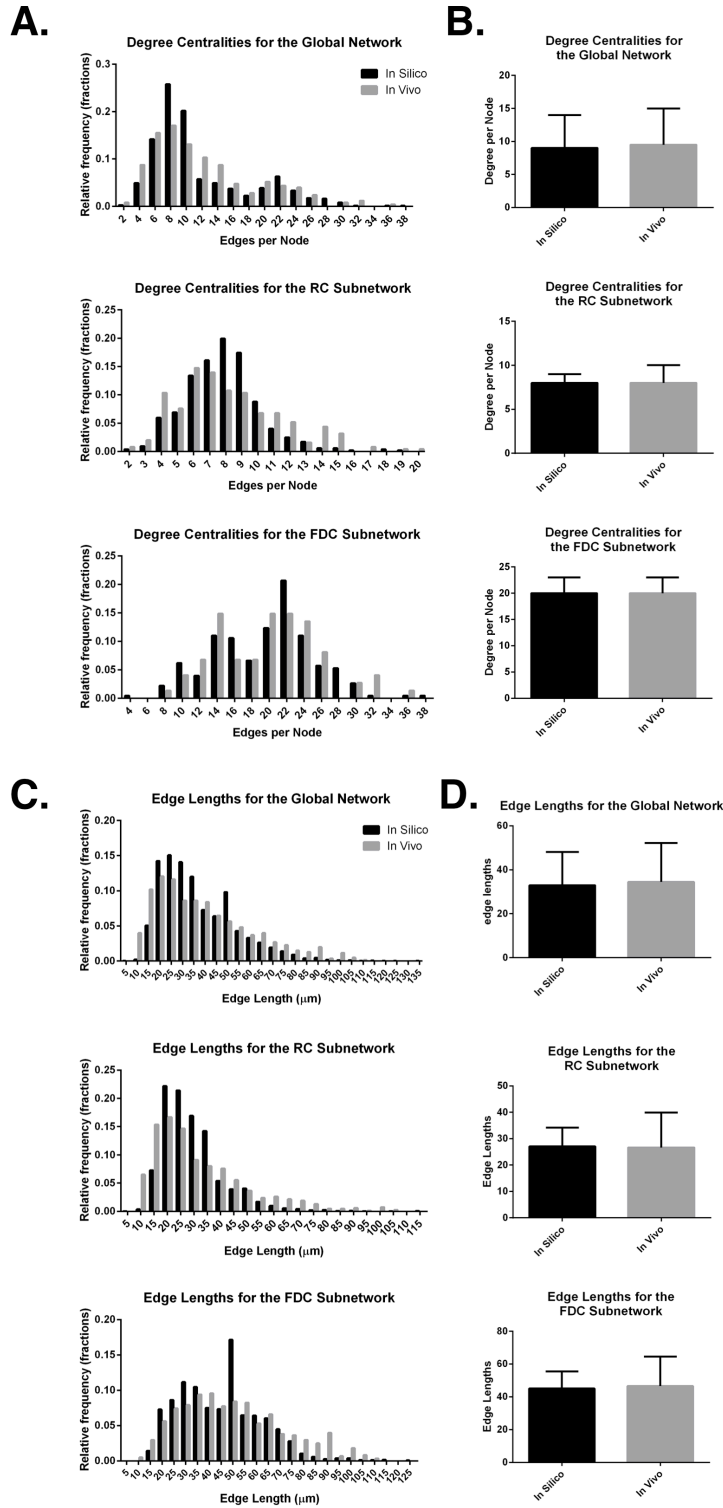 A.
Degree Centralities for the Global Network
Relative frequency (fractions)
0.3
0.2
0.1
0.0
In Silico
In Vivo
2 4 6 8 10 12 14 16 18 20 22 24 26 28 30 32 34 36 38
Edges per Node
Degree Centralities for the RC Subnetwork
Relative frequency (fractions)
0.25
0.20
0.15
0.10
0.05
0.00
2 3 4 5 6 7 8 9 10 11 12 13 14 15 16 17 18 19 20
Edges per Node
Degree Centralities for the FDC Subnetwork
Relative frequency (fractions)
0.25
0.20
0.15
0.10
0.05
0.00
4 6 8 10 12 14 16 18 20 22 24 26 28 30 32 34 36 38
Edges per Node
B.
Degree Centralities for
the Global Network
Degree per Node
20
15
10
5
0
In Silico
In Vivo
Degree Centralities for
the RC Subnetwork
Degree per Node
15
10
5
0
In Silico
In Vivo
Degree Centralities for
the FDC Subnetwork
Degree per Node
25
20
15
10
5
0
In Silico
In Vivo
C.
Edge Lengths for the Global Network
Relative frequency (fractions)
0.20
0.15
0.10
0.05
0.00
In Silico
In Vivo
5 10 15 20 25 30 35 40 45 50 55 60 65 70 75 80 85 90 95 100 105 110 115 120 125 130 135
Edge Length (μm)
Edge Lengths for the RC Subnetwork
Relative frequency (fractions)
0.25
0.20
0.15
0.10
0.05
0.00
5 10 15 20 25 30 35 40 45 50 55 60 65 70 75 80 85 90 95 100 105 110 115
Edge Length (μm)
Edge Lengths for the FDC Subnetwork
Relative frequency (fractions)
0.20
0.15
0.10
0.05
0.00
5 10 15 20 25 30 35 40 45 50 55 60 65 70 75 80 85 90 95 100 105 110 115 120 125
Edge Length (μm)
D.
Edge Lengths for the Global Network
edge lengths
60
40
20
0
In Silico
In Vivo
Edge Lengths for the
RC Subnetwork
Edge Lengths
50
40
30
20
10
0
In Silico
In Vivo
Edge Lengths for the
FDC Subnetwork
Edge Lengths
80
60
40
20
0
In Silico
In Vivo